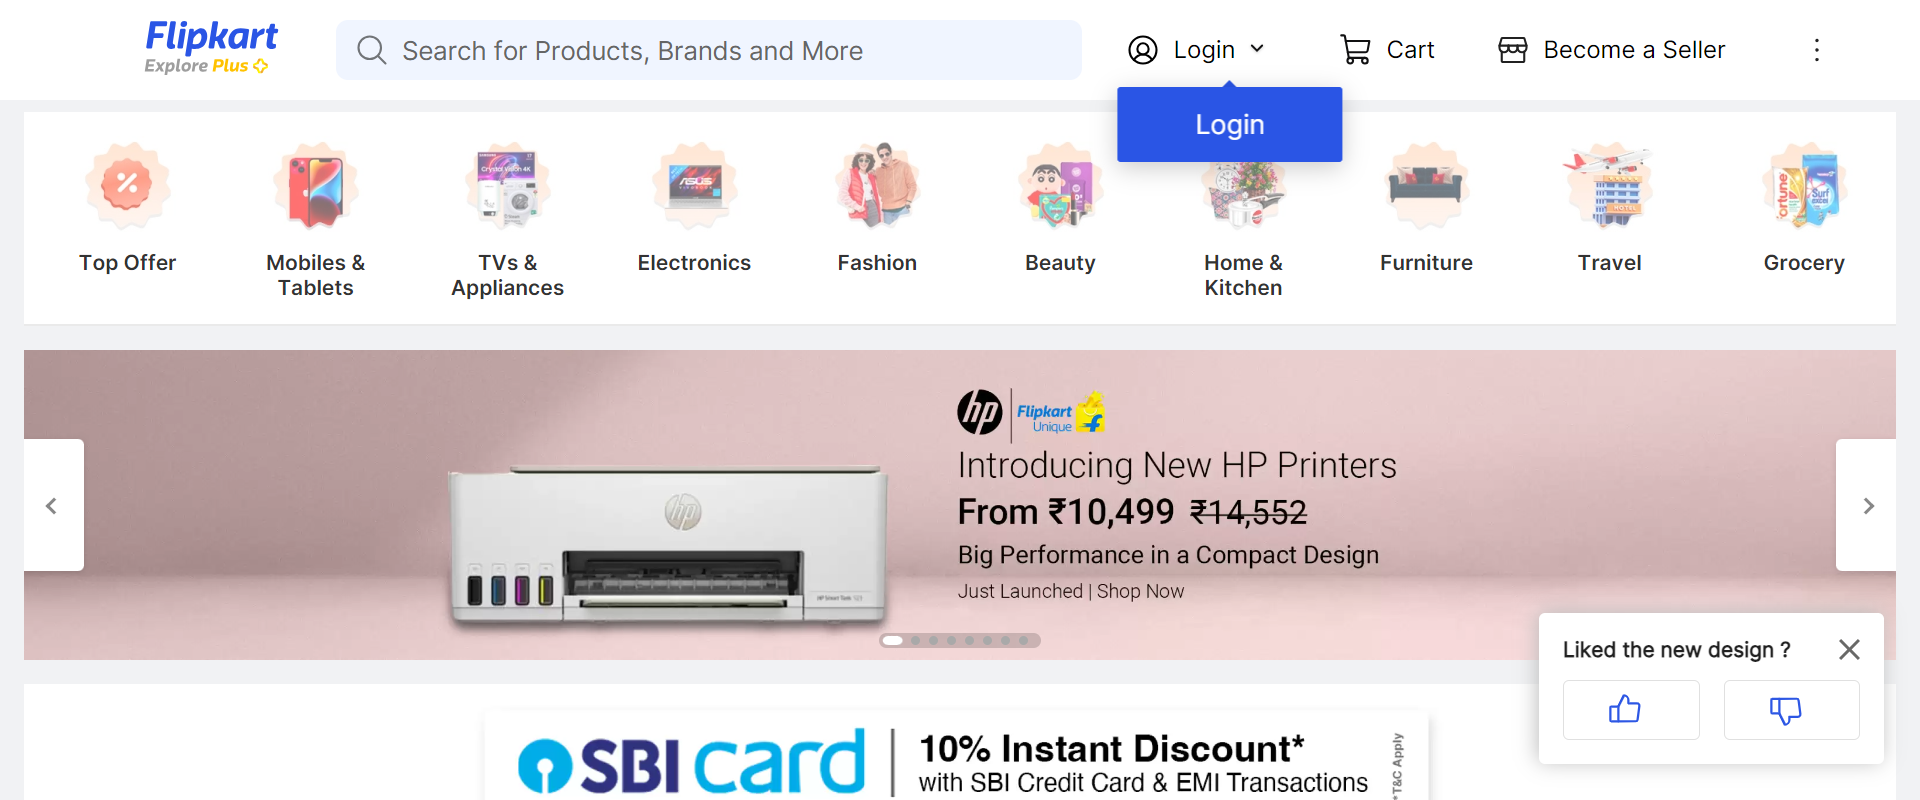 Flipkart
Explore Plus
Search for Products, Brands and More
Login
Cart
Become a Seller
Login
Top Offer
Mobiles &
Tablets
TVs &
Appliances
Electronics
Fashion
Beauty
Home &
Kitchen
Furniture
Travel
Grocery
hp
Flipkart
Unique
Introducing New HP Printers
From ₹10,499 ₹14,552
Big Performance in a Compact Design
Just Launched | Shop Now
Liked the new design ?
SBI card
10% Instant Discount*
with SBI Credit Card & EMI Transactions
*T&C Apply